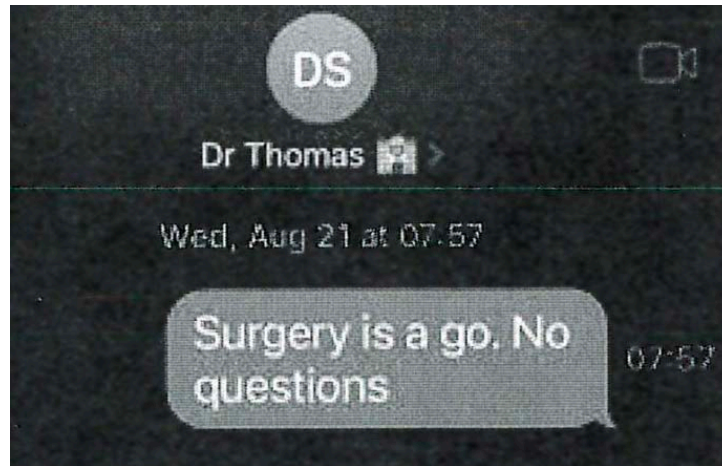 DS
Dr Thomas 🏥 >
Wed, Aug 21 at 07:57
Surgery is a go. No
questions
07:57